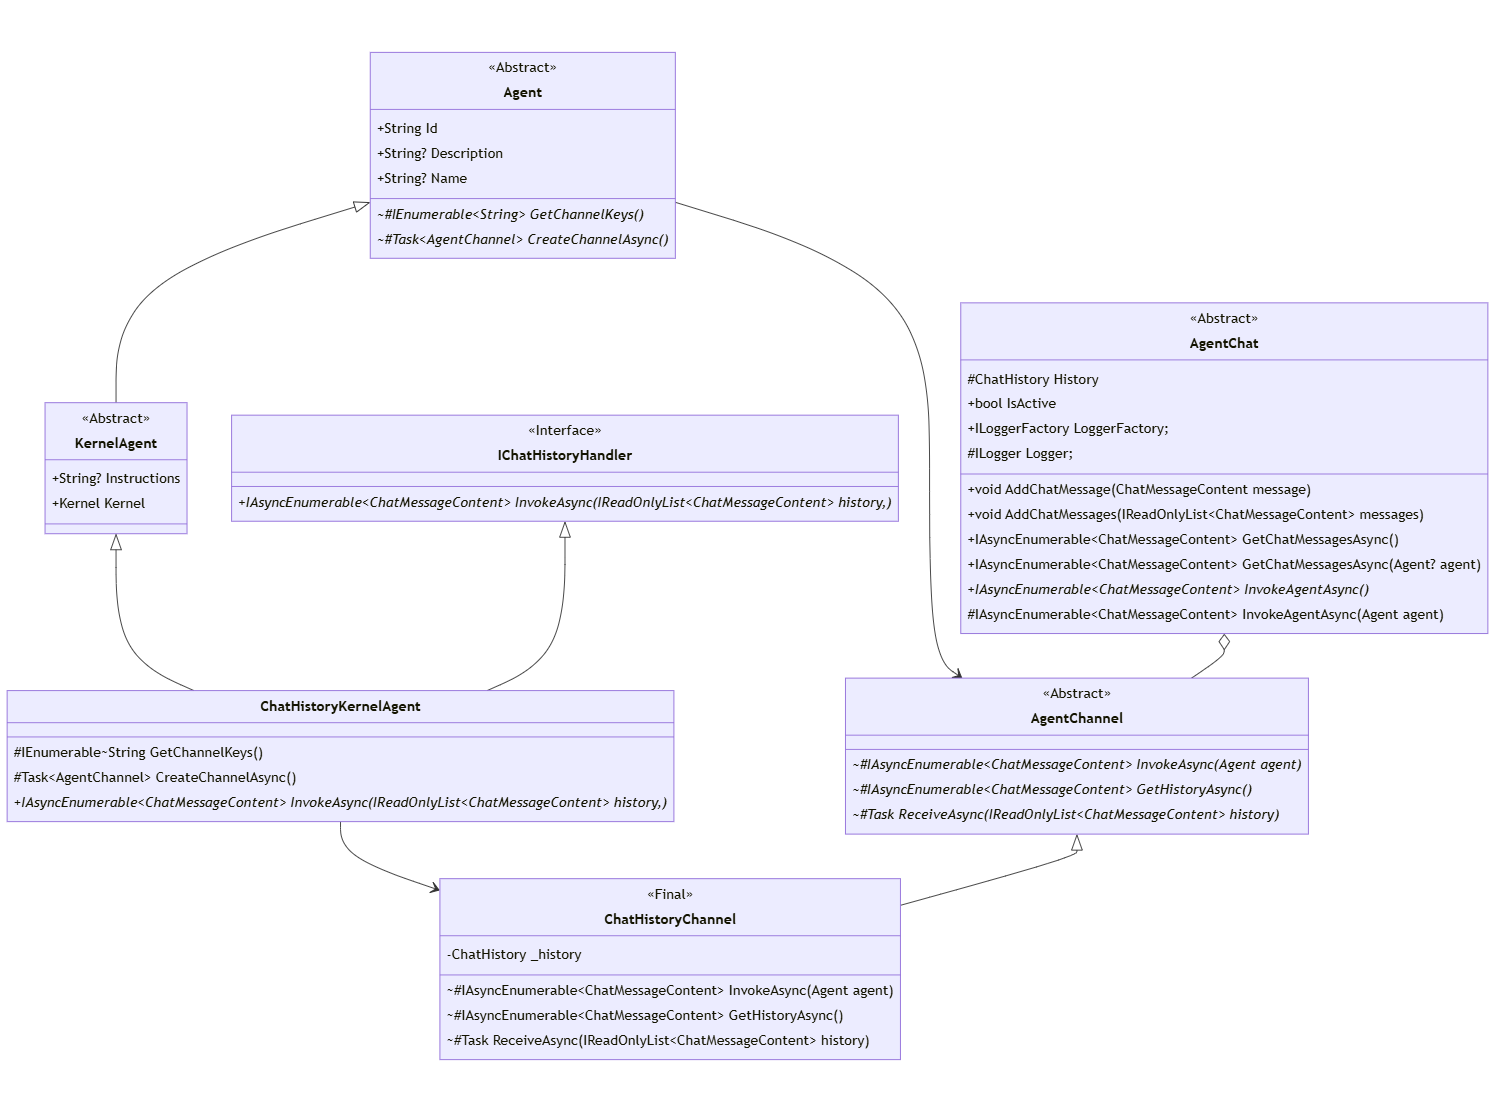 «Abstract»
Agent
+String Id
+String? Description
+String? Name
~#IEnumerable<String> GetChannelKeys()
~#Task<AgentChannel> CreateChannelAsync()
«Abstract»
AgentChat
#ChatHistory History
+bool IsActive
+ILoggerFactory LoggerFactory;
#ILogger Logger;
+void AddChatMessage(ChatMessageContent message)
+void AddChatMessages(IReadOnlyList<ChatMessageContent> messages)
+IAsyncEnumerable<ChatMessageContent> GetChatMessagesAsync()
+IAsyncEnumerable<ChatMessageContent> GetChatMessagesAsync(Agent? agent)
+IAsyncEnumerable<ChatMessageContent> InvokeAgentAsync()
#IAsyncEnumerable<ChatMessageContent> InvokeAgentAsync(Agent agent)
«Abstract»
KernelAgent
+String? Instructions
+Kernel Kernel
«Interface»
IChatHistoryHandler
+IAsyncEnumerable<ChatMessageContent> InvokeAsync(IReadOnlyList<ChatMessageContent> history,)
ChatHistoryKernelAgent
#IEnumerable~String GetChannelKeys()
#Task<AgentChannel> CreateChannelAsync()
+IAsyncEnumerable<ChatMessageContent> InvokeAsync(IReadOnlyList<ChatMessageContent> history,)
«Abstract»
AgentChannel
~#IAsyncEnumerable<ChatMessageContent> InvokeAsync(Agent agent)
~#IAsyncEnumerable<ChatMessageContent> GetHistoryAsync()
~#Task ReceiveAsync(IReadOnlyList<ChatMessageContent> history)
«Final»
ChatHistoryChannel
-ChatHistory _history
~#IAsyncEnumerable<ChatMessageContent> InvokeAsync(Agent agent)
~#IAsyncEnumerable<ChatMessageContent> GetHistoryAsync()
~#Task ReceiveAsync(IReadOnlyList<ChatMessageContent> history)